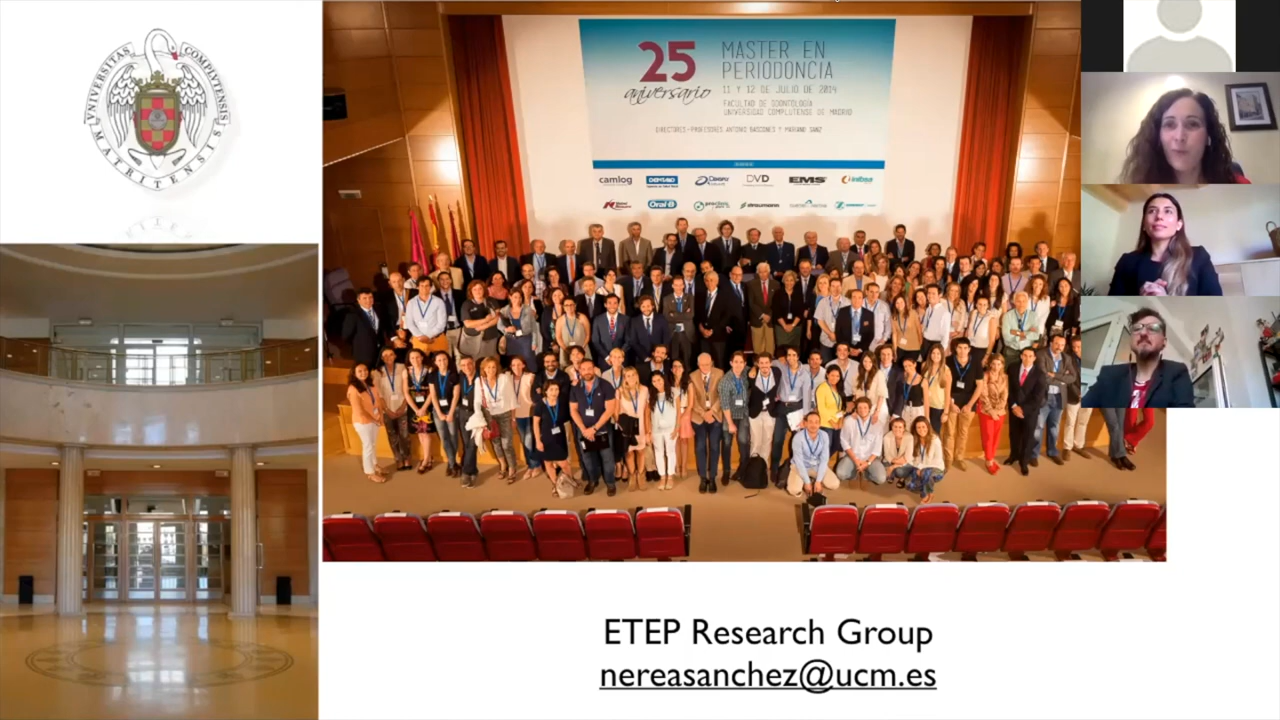 UNIVERSITAS COMPLUTENSIS
MATRITENSIS
25
aniversario
MASTER EN
PERIODONCIA
11 Y 12 DE JULIO DE 2014
FACULTAD DE ODONTOLOGÍA
UNIVERSIDAD COMPLUTENSE DE MADRID
DIRECTORES-PROFESORES ANTONIO BASCONES Y MARIANO SANZ
camlog
DENTAID
DVD
EMS
inibsa
Oral-B
straumann
ETEP Research Group
nereasanchez@ucm.es